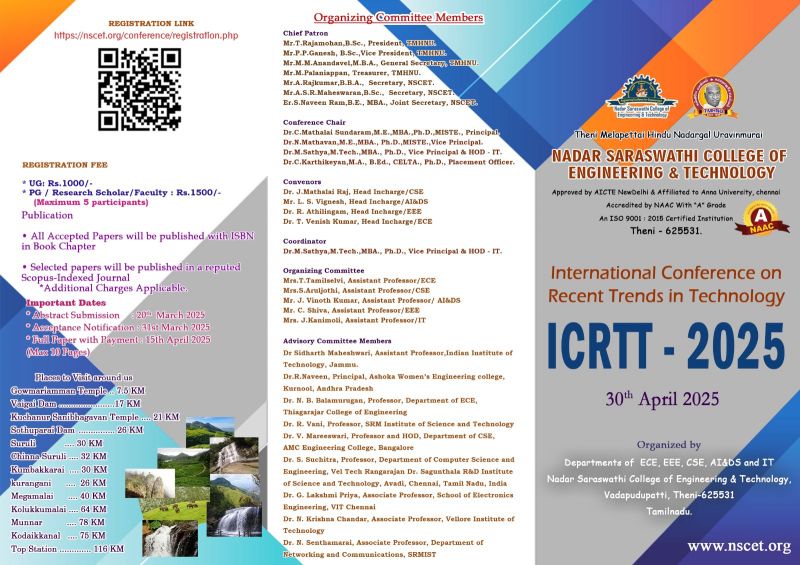 REGISTRATION LINK
https://nscet.org/conference/registration.php
REGISTRATION FEE
* UG: Rs.1000/-
* PG / Research Scholar/Faculty : Rs.1500/-
(Maximum 5 participants)
Publication
• All Accepted Papers will be published with ISBN
in Book Chapter
• Selected papers will be published in a reputed
Scopus-Indexed Journal
*Additional Charges Applicable.
Important Dates
* Abstract Submission : 20th March 2025
* Acceptance Notification : 31st March 2025
* Full Paper with Payment : 15th April 2025
(Max 10 Pages)
Places to Visit around us
Gowmariamman Temple . 7.5 KM
Vaigai Dam ..................17 KM
Kuchanur Sanibhagavan Temple .... 21 KM
Sothuparai Dam ............. 26 KM
Suruli .... 30 KM
Chinna Suruli .... 32 KM
Kumbakkarai .... 30 KM
kurangani .... 26 KM
Megamalai .... 40 KM
Kolukkumalai .... 64 KM
Munnar .... 78 KM
Kodaikkanal .... 75 KM
Top Station ............. 116 KM
Organizing Committee Members
Chief Patron
Mr.T.Rajamohan,B.Sc., President, TMHNU.
Mr.P.P.Ganesh, B.Sc.,Vice President, TMHNU.
Mr.M.M.Anandavel,M.B.A., General Secretary, TMHNU.
Mr.M.Palaniappan, Treasurer, TMHNU.
Mr.A.Rajkumar,B.B.A., Secretary, NSCET.
Mr.A.S.R.Maheswaran,B.Sc., Secretary, NSCET.
Er.S.Naveen Ram,B.E., MBA., Joint Secretary, NSCET.
Conference Chair
Dr.C.Mathalai Sundaram,M.E.,MBA.,Ph.D.,MISTE., Principal.
Dr.N.Mathavan,M.E.,MBA., Ph.D.,MISTE.,Vice Principal.
Dr.M.Sathya,M.Tech.,MBA., Ph.D., Vice Principal & HOD - IT.
Dr.C.Karthikeyan,M.A., B.Ed., CELTA., Ph.D., Placement Officer.
Convenors
Dr. J.Mathalai Raj, Head Incharge/CSE
Mr. L. S. Vignesh, Head Incharge/AI&DS
Dr. R. Athilingam, Head Incharge/EEE
Dr. T. Venish Kumar, Head Incharge/ECE
Coordinator
Dr.M.Sathya,M.Tech.,MBA., Ph.D., Vice Principal & HOD - IT.
Organizing Committee
Mrs.T.Tamilselvi, Assistant Professor/ECE
Mrs.S.Aruljothi, Assistant Professor/CSE
Mr. J. Vinoth Kumar, Assistant Professor/ AI&DS
Mr. C. Shiva, Assistant Professor/EEE
Mrs. J.Kanimoli, Assistant Professor/IT
Advisory Committee Members
Dr Sidharth Maheshwari, Assistant Professor,Indian Institute of
Technology, Jammu.
Dr.R.Naveen, Principal, Ashoka Women's Engineering college,
Kurnool, Andhra Pradesh
Dr. N. B. Balamurugan, Professor, Department of ECE,
Thiagarajar College of Engineering
Dr. R. Vani, Professor, SRM Institute of Science and Technology
Dr. V. Mareeswari, Professor and HOD, Department of CSE,
AMC Engineering College, Bangalore
Dr. S. Suchitra, Professor, Department of Computer Science and
Engineering, Vel Tech Rangarajan Dr. Sagunthala R&D Institute
of Science and Technology, Avadi, Chennai, Tamil Nadu, India
Dr. G. Lakshmi Priya, Associate Professor, School of Electronics
Engineering, VIT Chennai
Dr. N. Krishna Chandar, Associate Professor, Vellore Institute of
Technology
Dr. N. Senthamarai, Associate Professor, Department of
Networking and Communications, SRMIST
Nadar Saraswathi College of
Engineering & Technology
Theni Melapettai Hindu Nadargal Uravinmurai
NADAR SARASWATHI COLLEGE OF
ENGINEERING & TECHNOLOGY
Approved by AICTE NewDelhi & Affiliated to Anna University, chennai
Accredited by NAAC With "A" Grade
An ISO 9001 : 2015 Certified Institution
Theni - 625531.
A
NAAC
International Conference on
Recent Trends in Technology
ICRTT - 2025
30th April 2025
Organized by
Departments of ECE, EEE, CSE, AI&DS and IT
Nadar Saraswathi College of Engineering & Technology,
Vadapudupatti, Theni-625531
Tamilnadu.
www.nscet.org